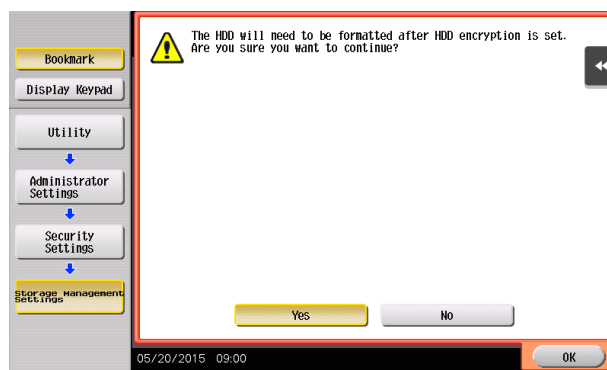 The HDD will need to be formatted after HDD encryption is set.
Are you sure you want to continue?
Bookmark
Display Keypad
Utility
Administrator
Settings
Security
Settings
Storage Management
Settings
Yes
No
05/20/2015 09:00
OK